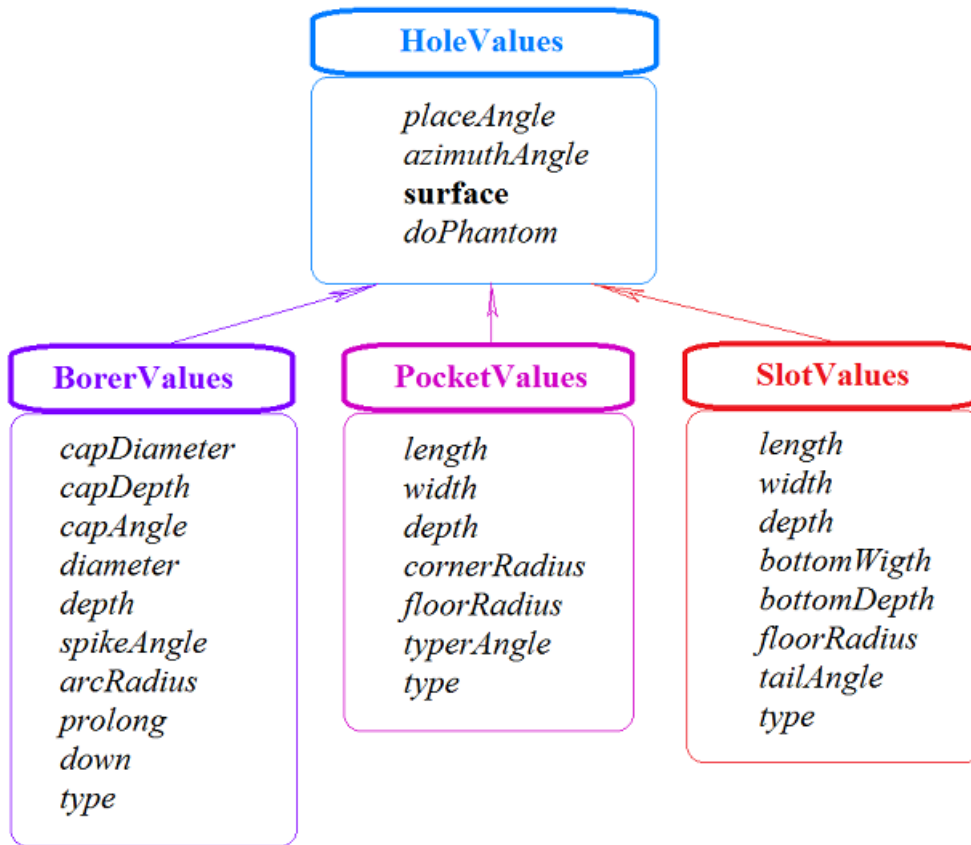 HoleValues
placeAngle
azimuthAngle
surface
doPhantom
BorerValues
capDiameter
capDepth
capAngle
diameter
depth
spikeAngle
arcRadius
prolong
down
type
PocketValues
length
width
depth
cornerRadius
floorRadius
typerAngle
type
SlotValues
length
width
depth
bottomWigth
bottomDepth
floorRadius
tailAngle
type